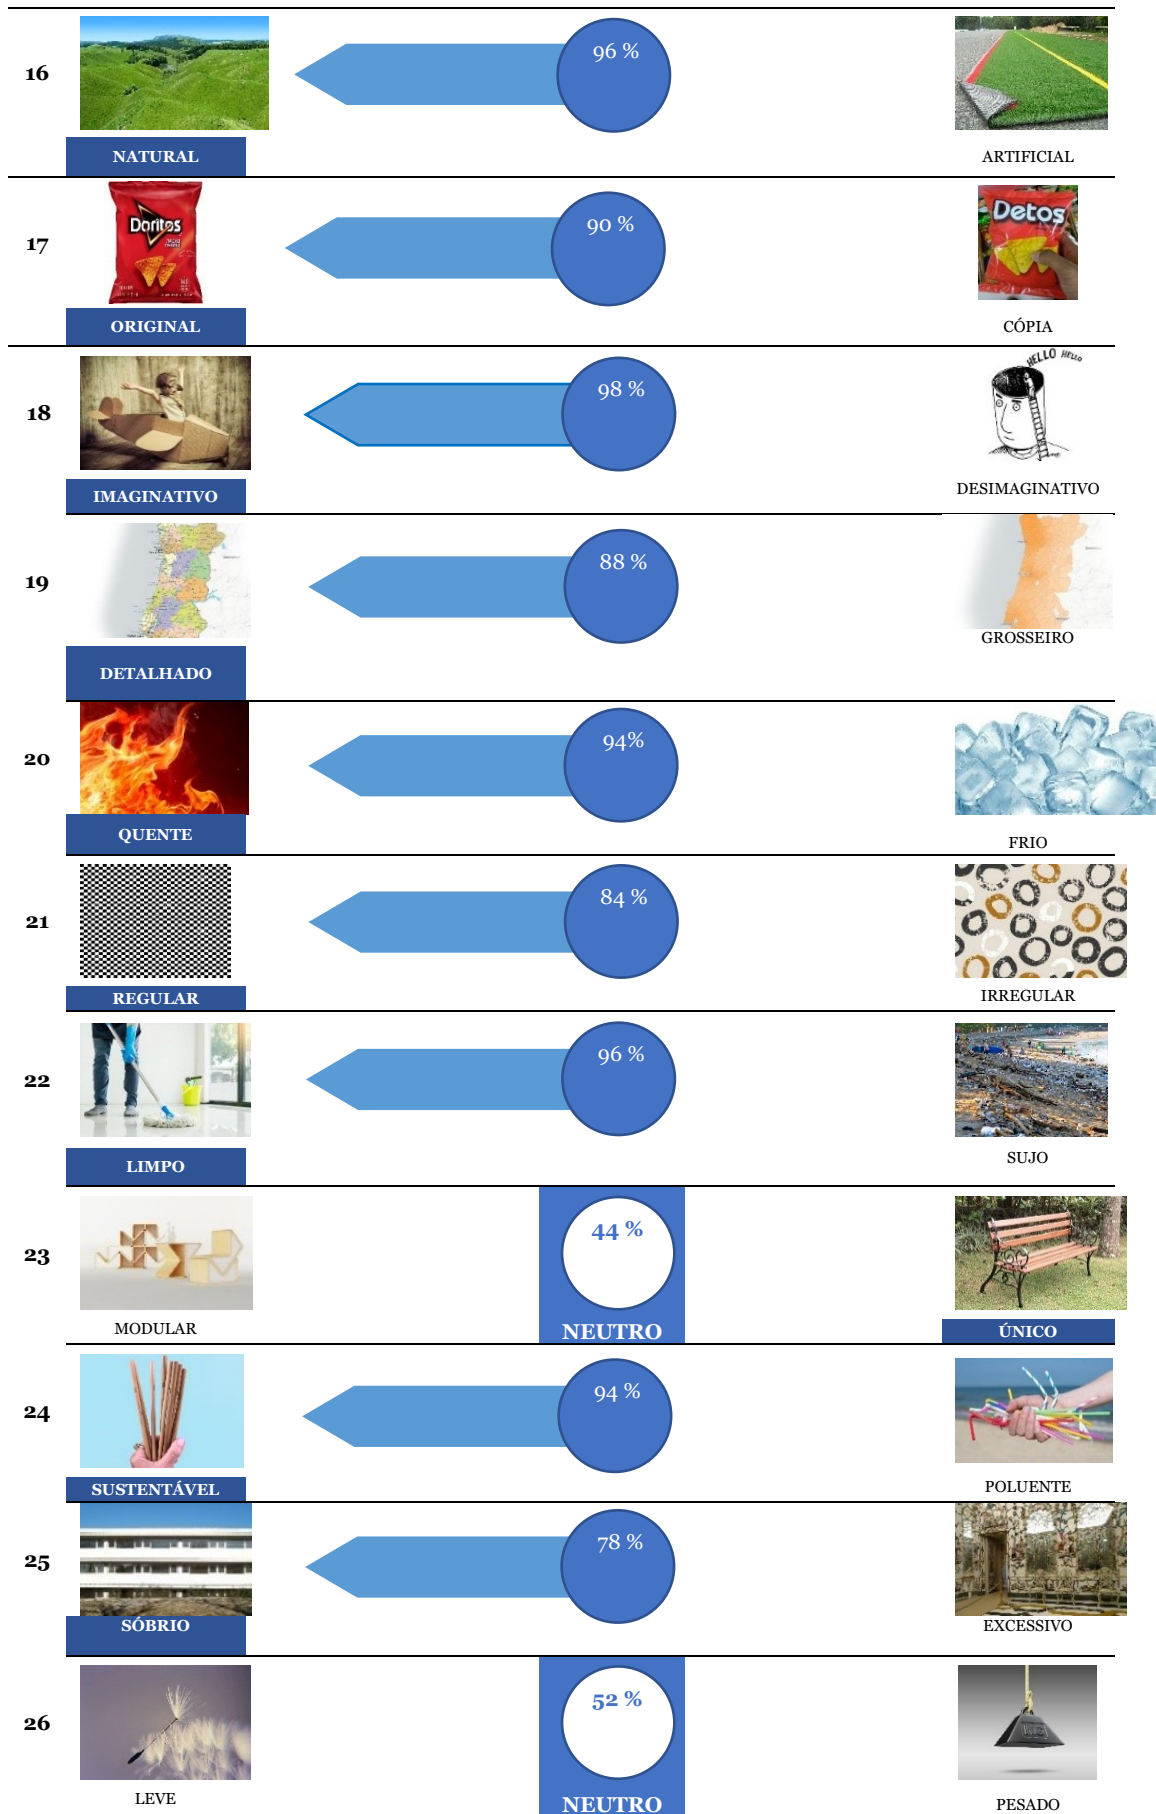 16
96 %
NATURAL
ARTIFICIAL
17
Doritos
NACHO
90 %
Detos
ORIGINAL
CÓPIA
18
98 %
HELLO HELLO
IMAGINATIVO
DESIMAGINATIVO
19
88 %
DETALHADO
GROSSEIRO
20
94%
QUENTE
FRIO
21
84 %
REGULAR
IRREGULAR
22
96 %
LIMPO
SUJO
23
44 %
MODULAR
NEUTRO
ÚNICO
24
94 %
SUSTENTÁVEL
POLUENTE
25
78 %
SÓBRIO
EXCESSIVO
26
52 %
LEVE
NEUTRO
PESADO